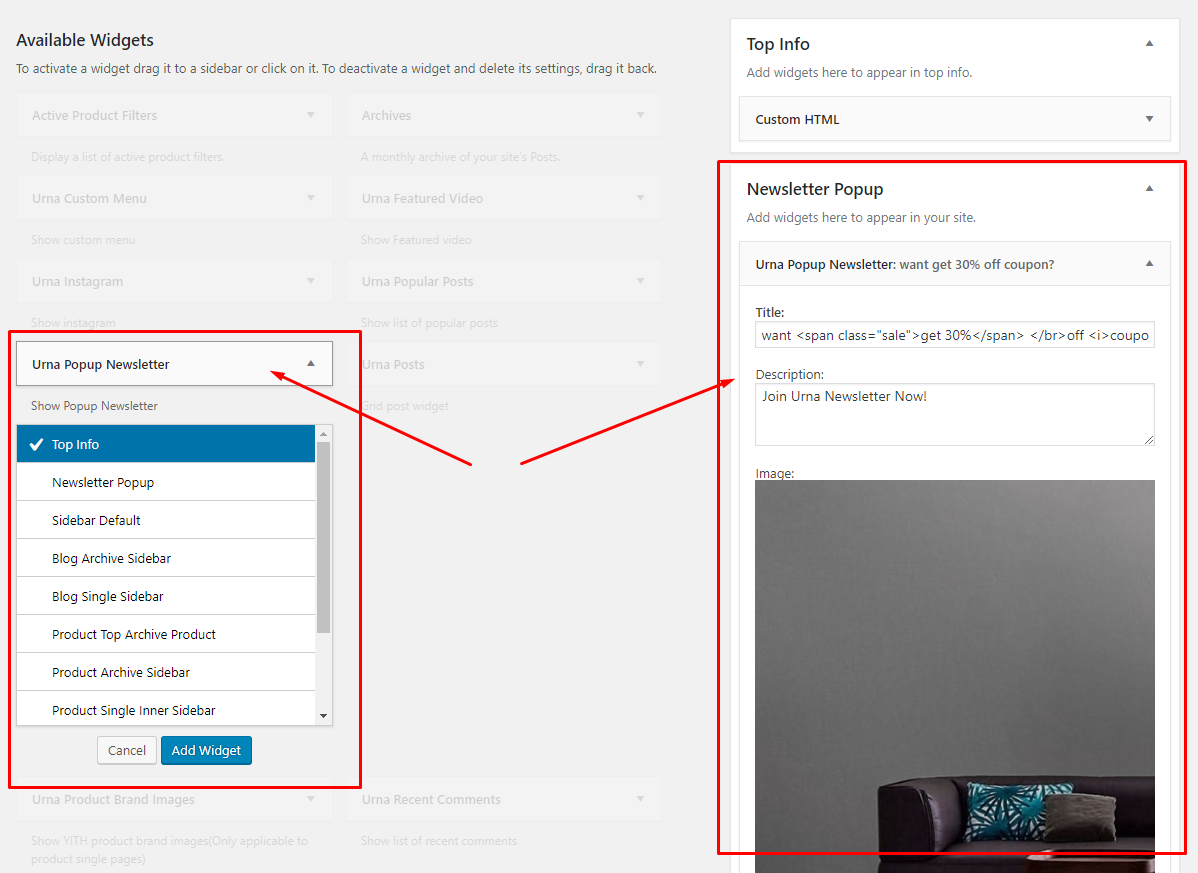 Available Widgets
To activate a widget drag it to a sidebar or click on it. To deactivate a widget and delete its settings, drag it back.
Active Product Filters
Archives
Display a list of active product filters.
A monthly archive of your site's Posts.
Urna Custom Menu
Urna Featured Video
Show custom menu
Show Featured video
Urna Instagram
Urna Popular Posts
Show instagram
Show list of popular posts
Urna Popup Newsletter
Urna Posts
Show Popup Newsletter
Grid post widget
Top Info
Newsletter Popup
Sidebar Default
Blog Archive Sidebar
Blog Single Sidebar
Product Top Archive Product
Product Archive Sidebar
Product Single Inner Sidebar
Cancel
Add Widget
Urna Product Brand Images
Urna Recent Comments
Show YITH product brand images(Only applicable to
product single pages)
Show list of recent comments
Top Info
Add widgets here to appear in top info.
Custom HTML
Newsletter Popup
Add widgets here to appear in your site.
Urna Popup Newsletter: want get 30% off coupon?
Title:
want <span class="sale">get 30%</span> </br>off <i>coupo
Description:
Join Urna Newsletter Now!
Image: